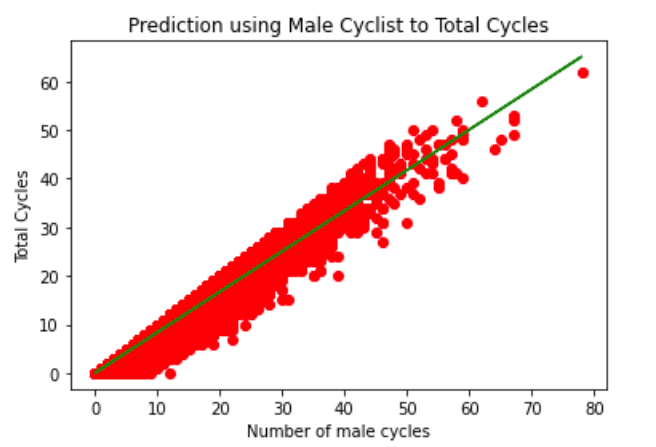 Prediction using Male Cyclist to Total Cycles
Total Cycles
60
50
40
30
20
10
0
0 10 20 30 40 50 60 70 80
Number of male cycles